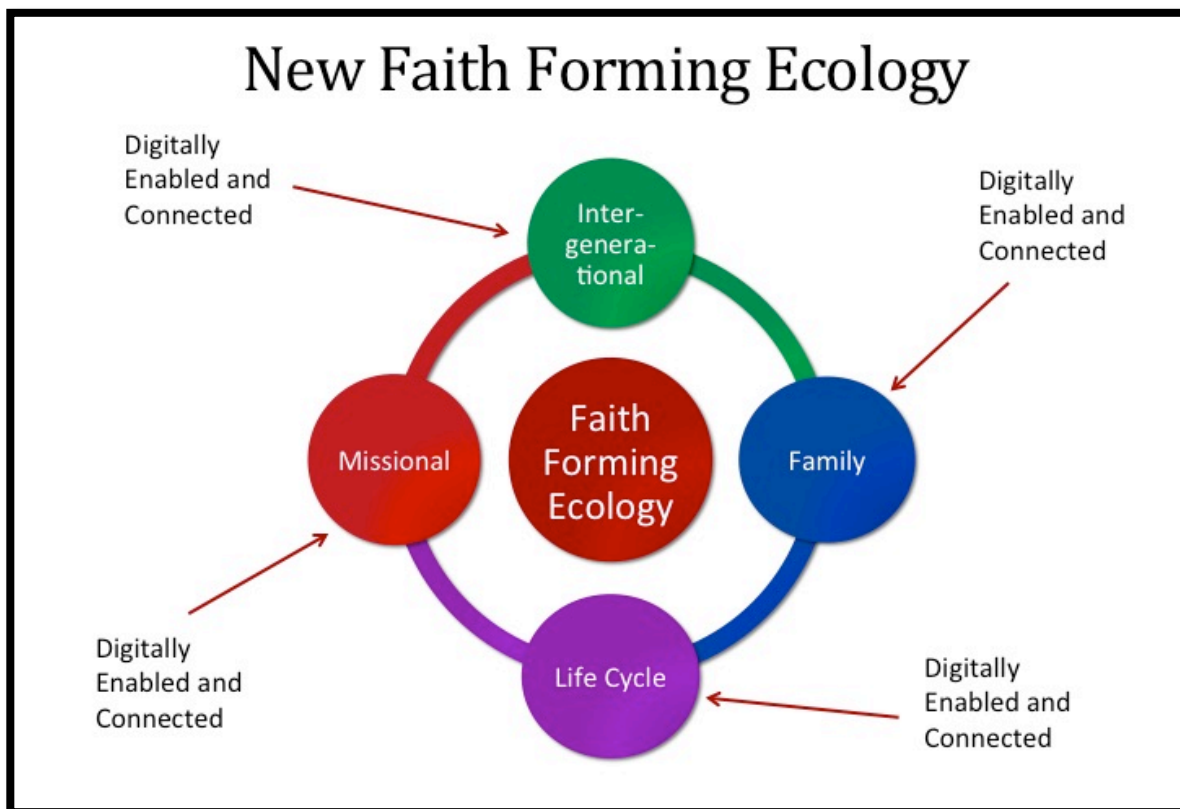 New Faith Forming Ecology
Digitally
Enabled and
Connected
Digitally
Enabled and
Connected
Inter-
genera-
tional
Missional
Faith
Forming
Ecology
Family
Life Cycle
Digitally
Enabled and
Connected
Digitally
Enabled and
Connected